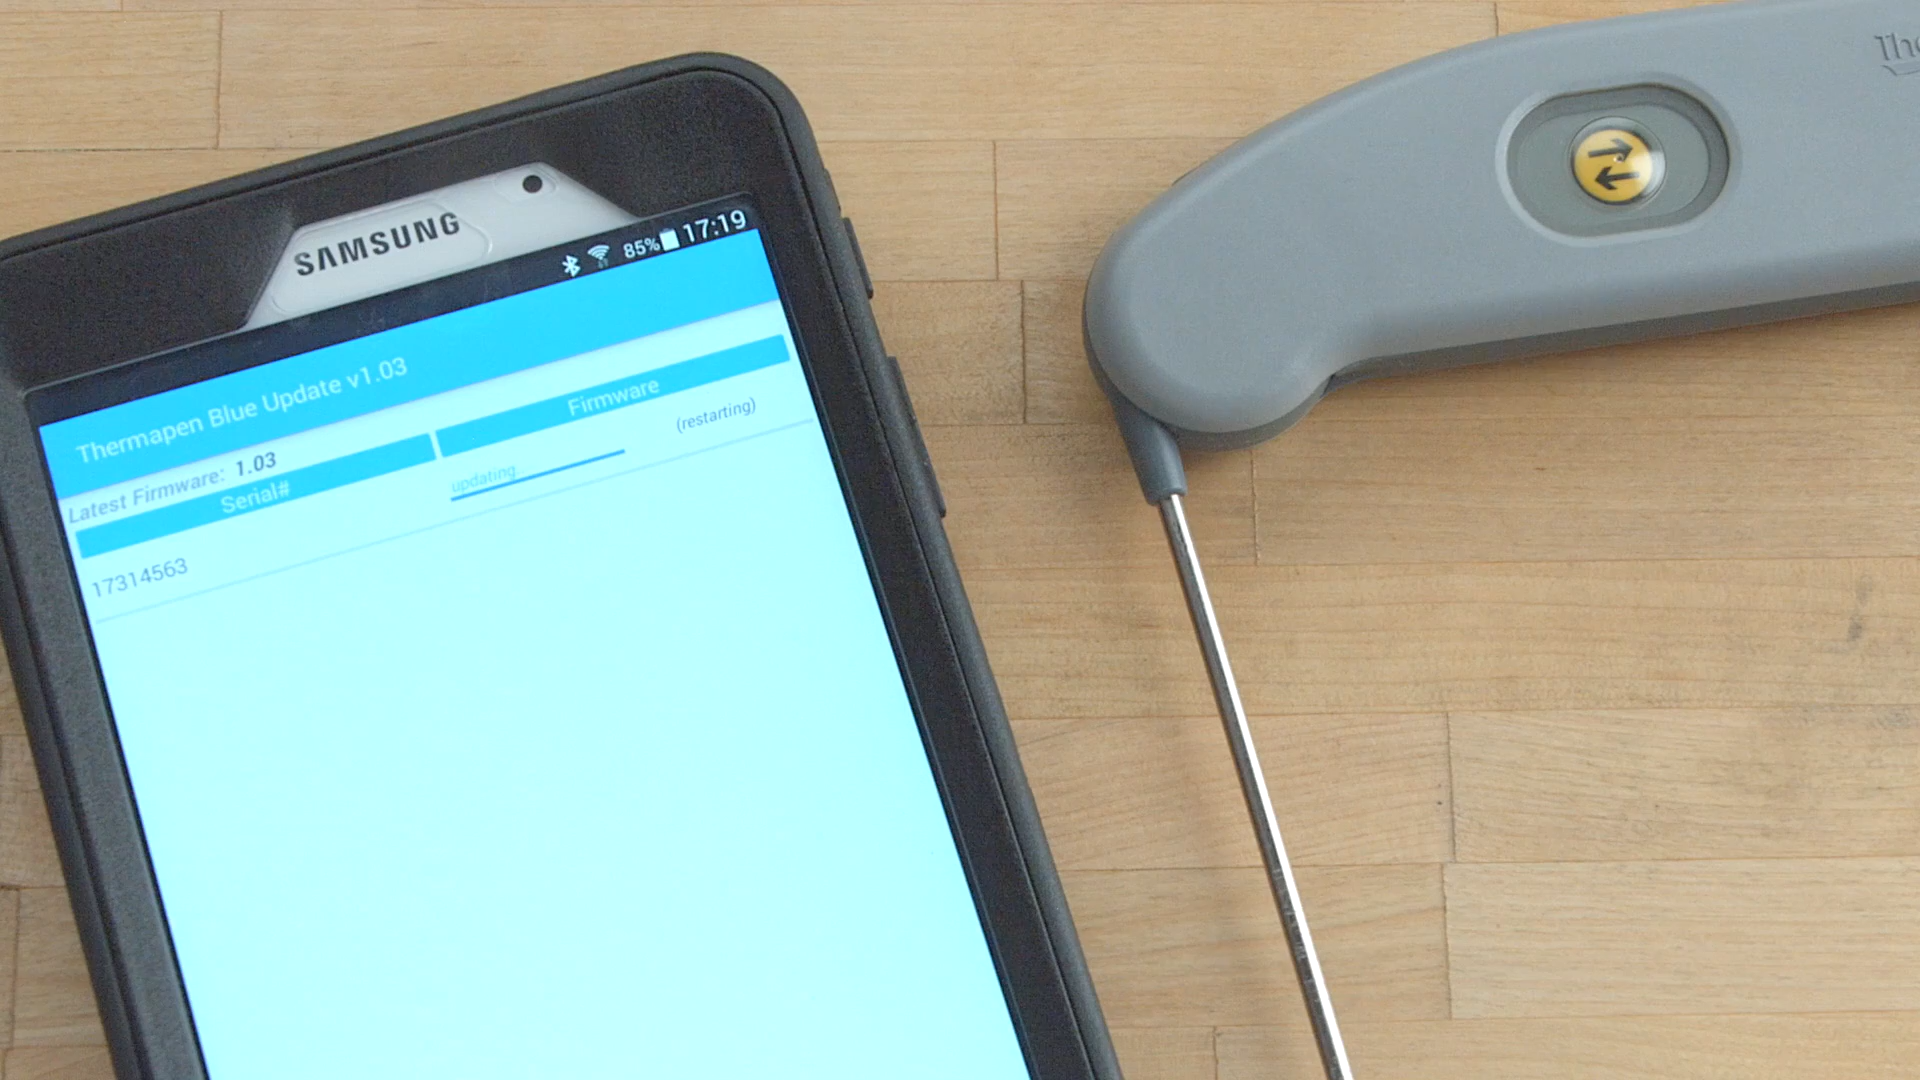 SAMSUNG
85% 17:19
Thermapen Blue Update v1.03
Latest Firmware: 1.03
Serial# Firmware
17314563 updating... (restarting)